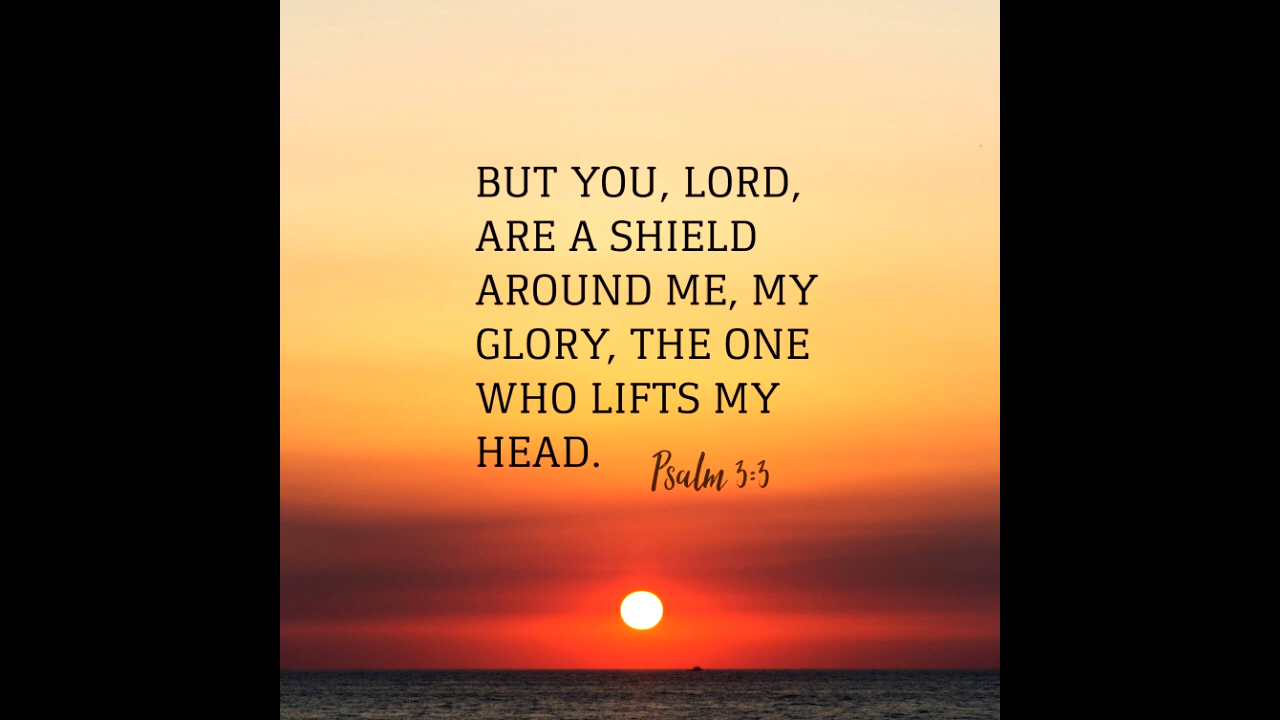 BUT YOU, LORD,
ARE A SHIELD
AROUND ME, MY
GLORY, THE ONE
WHO LIFTS MY
HEAD.
Psalm 3:3